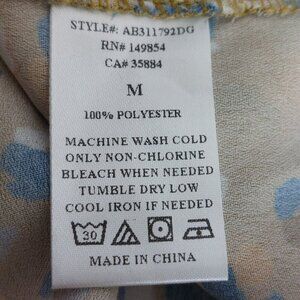 STYLE#: AB311792DG
RN# 149854
CA# 35884
M
100% POLYESTER
MACHINE WASH COLD
ONLY NON-CHLORINE
BLEACH WHEN NEEDED
TUMBLE DRY LOW
COOL IRON IF NEEDED
30
MADE IN CHINA